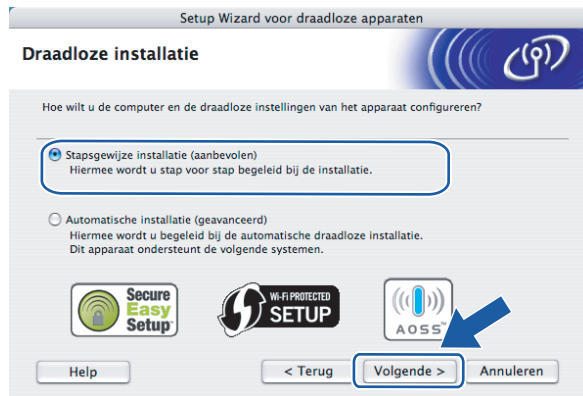 Setup Wizard voor draadloze apparaten
Draadloze installatie
Hoe wilt u de computer en de draadloze instellingen van het apparaat configureren?
Stapsgewijze installatie (aanbevolen)
Hiermee wordt u stap voor stap begeleid bij de installatie.
Automatische installatie (geavanceerd)
Hiermee wordt u begeleid bij de automatische draadloze installatie.
Dit apparaat ondersteunt de volgende systemen.
Secure
Easy
Setup™
WI-FI PROTECTED
SETUP
AOSS™
Help
< Terug
Volgende >
Annuleren